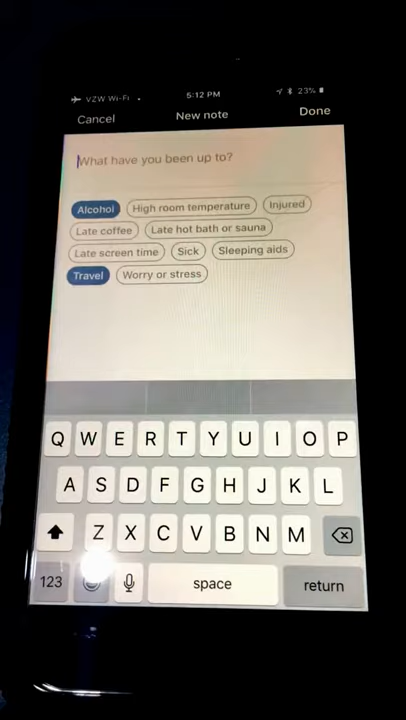 VZW Wi-Fi 5:12 PM 23%
Cancel New note Done
What have you been up to?
Alcohol High room temperature Injured
Late coffee Late hot bath or sauna
Late screen time Sick Sleeping aids
Travel Worry or stress
Q W E R T Y U I O P
A S D F G H J K L
Z X C V B N M
123 space return